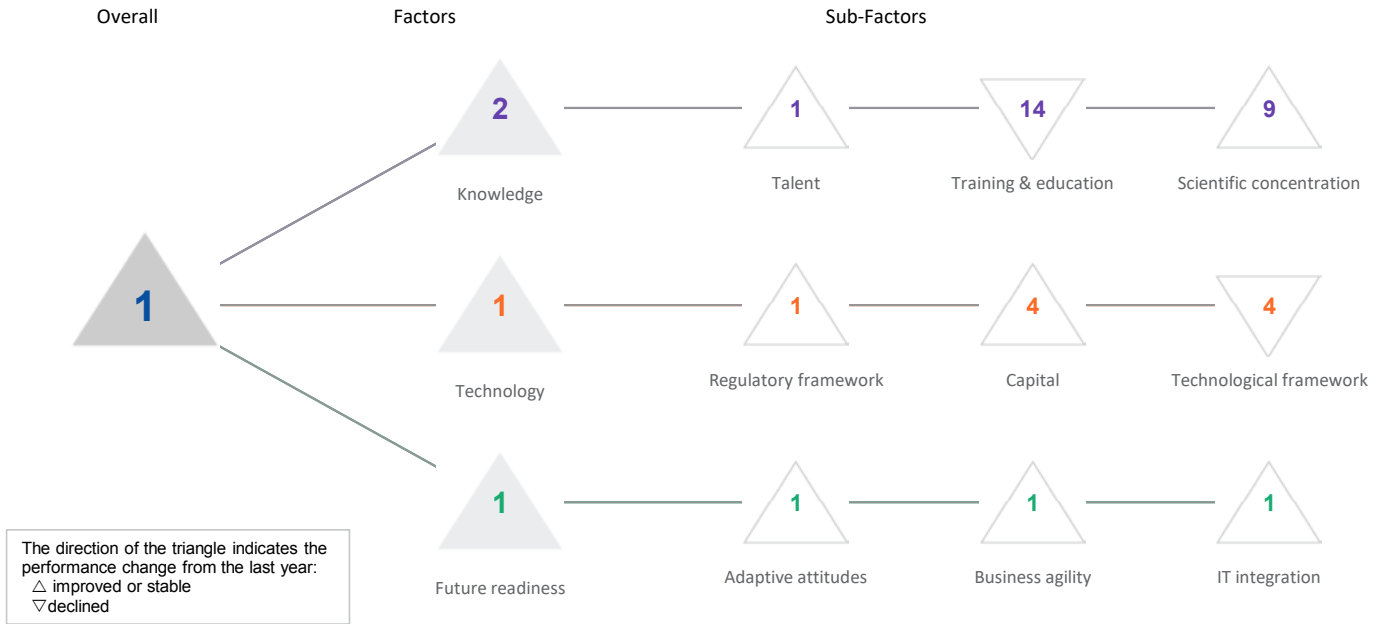 Overall Factors Sub-Factors
2 1 14 9
Knowledge Talent Training & education Scientific concentration
1
1 1 4 4
Technology Regulatory framework Capital Technological framework
1 1 1 1
Future readiness Adaptive attitudes Business agility IT integration
The direction of the triangle indicates the
performance change from the last year:
△ improved or stable
▽declined